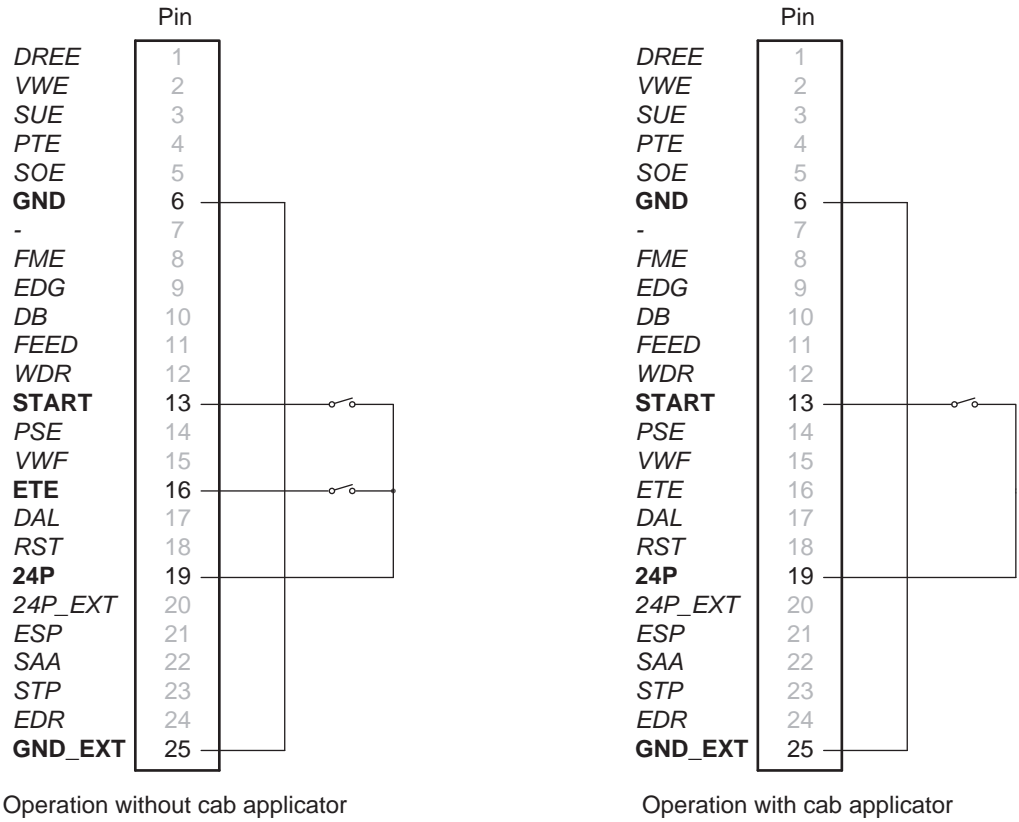 Pin
DREE 1
VWE 2
SUE 3
PTE 4
SOE 5
GND 6
- 7
FME 8
EDG 9
DB 10
FEED 11
WDR 12
START 13
PSE 14
VWF 15
ETE 16
DAL 17
RST 18
24P 19
24P_EXT 20
ESP 21
SAA 22
STP 23
EDR 24
GND_EXT 25
Operation without cab applicator
Pin
DREE 1
VWE 2
SUE 3
PTE 4
SOE 5
GND 6
- 7
FME 8
EDG 9
DB 10
FEED 11
WDR 12
START 13
PSE 14
VWF 15
ETE 16
DAL 17
RST 18
24P 19
24P_EXT 20
ESP 21
SAA 22
STP 23
EDR 24
GND_EXT 25
Operation with cab applicator